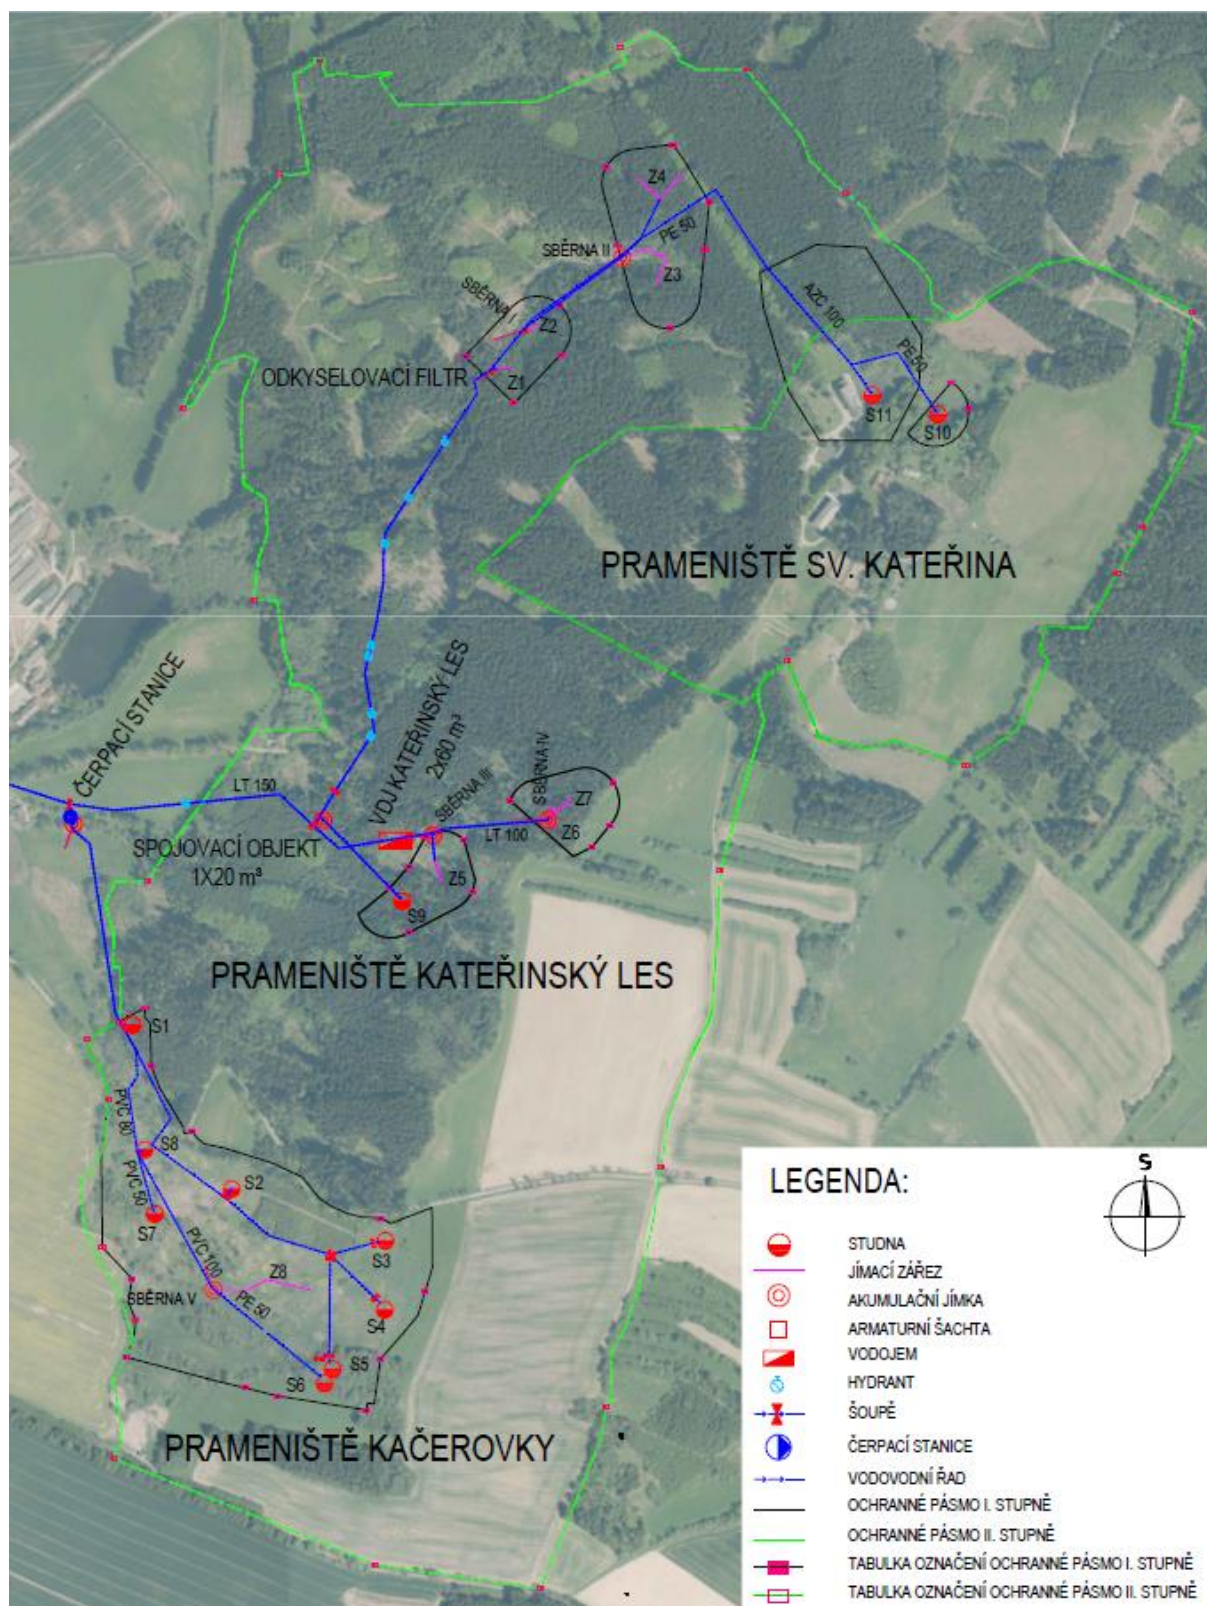 Z4
SBĚRNA II
PE 50
Z3
SBĚRNA I
Z2
AZC 100
ODKYSELOVACÍ FILTR
Z1
PE 50
S11
S10
PRAMENIŠTĚ SV. KATEŘINA
ČERPACÍ STANICE
VDJ KATEŘINSKÝ LES
2x60 m³
SBĚRNA III
SBĚRNA IV
LT 150
Z7
LT 100
Z6
SPOJOVACÍ OBJEKT
1X20 m³
Z5
S9
PRAMENIŠTĚ KATEŘINSKÝ LES
S1
PVC 80
S8
PVC 50
S2
S7
S3
PVC 100
Z8
SBĚRNA V
PE 50
S4
S5
S6
PRAMENIŠTĚ KAČEROVKY
LEGENDA:
S
STUDNA
JÍMACÍ ZÁŘEZ
AKUMULAČNÍ JÍMKA
ARMATURNÍ ŠACHTA
VODOJEM
HYDRANT
ŠOUPĚ
ČERPACÍ STANICE
VODOVODNÍ ŘAD
OCHRANNÉ PÁSMO I. STUPNĚ
OCHRANNÉ PÁSMO II. STUPNĚ
TABULKA OZNAČENÍ OCHRANNÉ PÁSMO I. STUPNĚ
TABULKA OZNAČENÍ OCHRANNÉ PÁSMO II. STUPNĚ